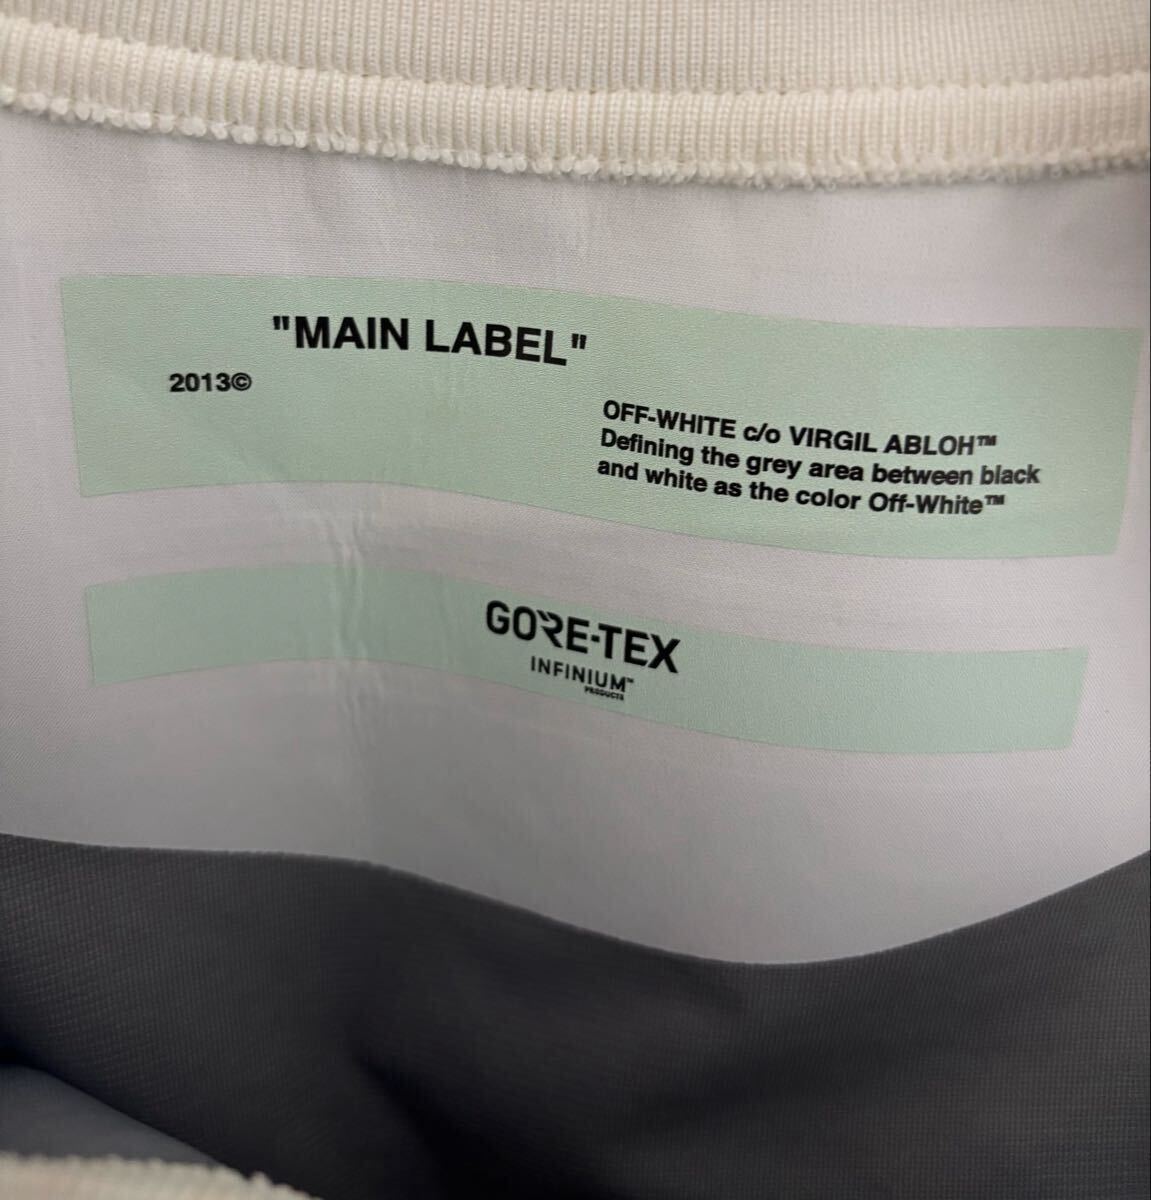 "MAIN LABEL"
2013©
OFF-WHITE c/o VIRGIL ABLOH™
Defining the grey area between black
and white as the color Off-White™
GORE-TEX
INFINIUM™
PRODUCTS